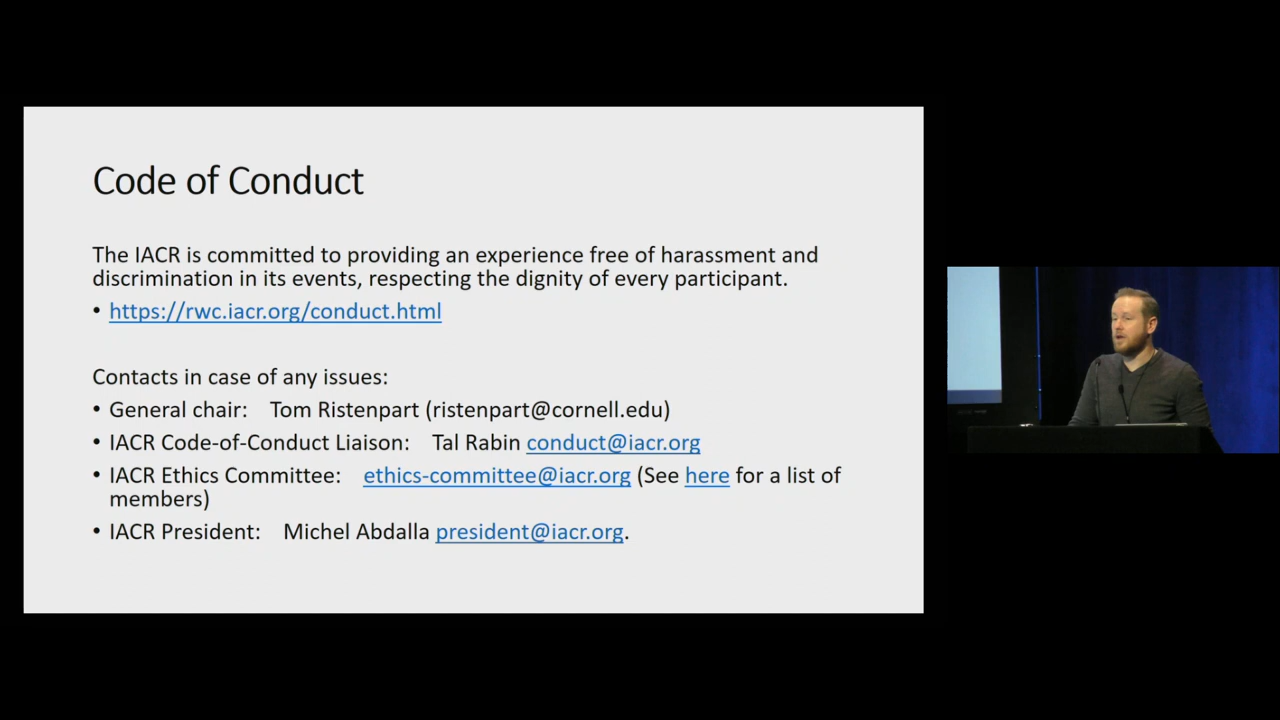 Code of Conduct
The IACR is committed to providing an experience free of harassment and
discrimination in its events, respecting the dignity of every participant.
• https://rwc.iacr.org/conduct.html
Contacts in case of any issues:
• General chair: Tom Ristenpart (ristenpart@cornell.edu)
• IACR Code-of-Conduct Liaison: Tal Rabin conduct@iacr.org
• IACR Ethics Committee: ethics-committee@iacr.org (See here for a list of
members)
• IACR President: Michel Abdalla president@iacr.org.